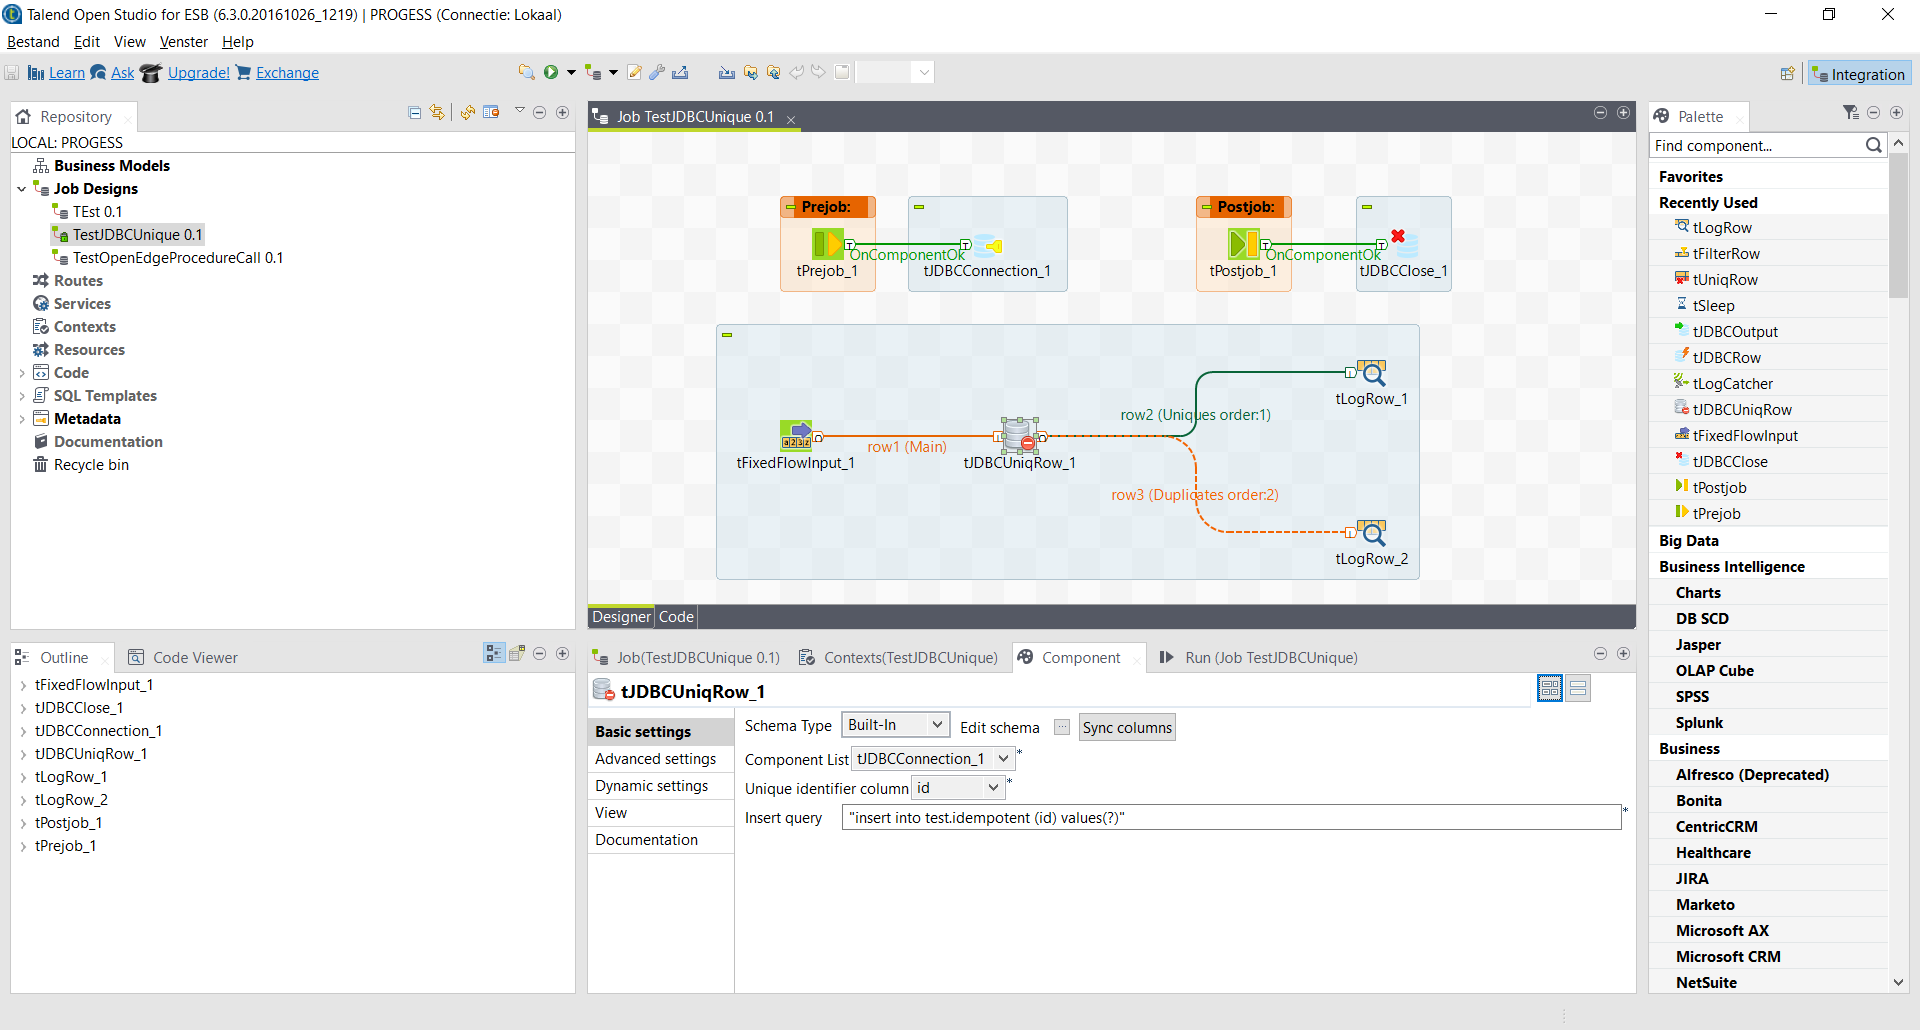 Talend Open Studio for ESB (6.3.0.20161026_1219) | PROGESS (Connectie: Lokaal)
Bestand Edit View Venster Help
Learn Ask Upgrade! Exchange
Integration
Repository
LOCAL: PROGESS
Business Models
Job Designs
TEst 0.1
TestJDBCUnique 0.1
TestOpenEdgeProcedureCall 0.1
Routes
Services
Contexts
Resources
Code
SQL Templates
Metadata
Documentation
Recycle bin
Job TestJDBCUnique 0.1
Prejob:
Postjob:
OnComponentOk
OnComponentOk
tPrejob_1
tJDBCConnection_1
tPostjob_1
tJDBCClose_1
tLogRow_1
row2 (Uniques order:1)
row1 (Main)
tFixedFlowInput_1
tJDBCUniqRow_1
row3 (Duplicates order:2)
tLogRow_2
Designer Code
Palette
Find component...
Favorites
Recently Used
tLogRow
tFilterRow
tUniqRow
tSleep
tJDBCOutput
tJDBCRow
tLogCatcher
tJDBCUniqRow
tFixedFlowInput
tJDBCClose
tPostjob
tPrejob
Big Data
Business Intelligence
Charts
DB SCD
Jasper
OLAP Cube
SPSS
Splunk
Business
Alfresco (Deprecated)
Bonita
CentricCRM
Healthcare
JIRA
Marketo
Microsoft AX
Microsoft CRM
NetSuite
Outline Code Viewer
tFixedFlowInput_1
tJDBCClose_1
tJDBCConnection_1
tJDBCUniqRow_1
tLogRow_1
tLogRow_2
tPostjob_1
tPrejob_1
Job(TestJDBCUnique 0.1) Contexts(TestJDBCUnique) Component Run (Job TestJDBCUnique)
tJDBCUniqRow_1
Basic settings
Advanced settings
Dynamic settings
View
Documentation
Schema Type Built-In Edit schema ... Sync columns
Component List tJDBCConnection_1 *
Unique identifier column id *
Insert query "insert into test.idempotent (id) values(?)" *